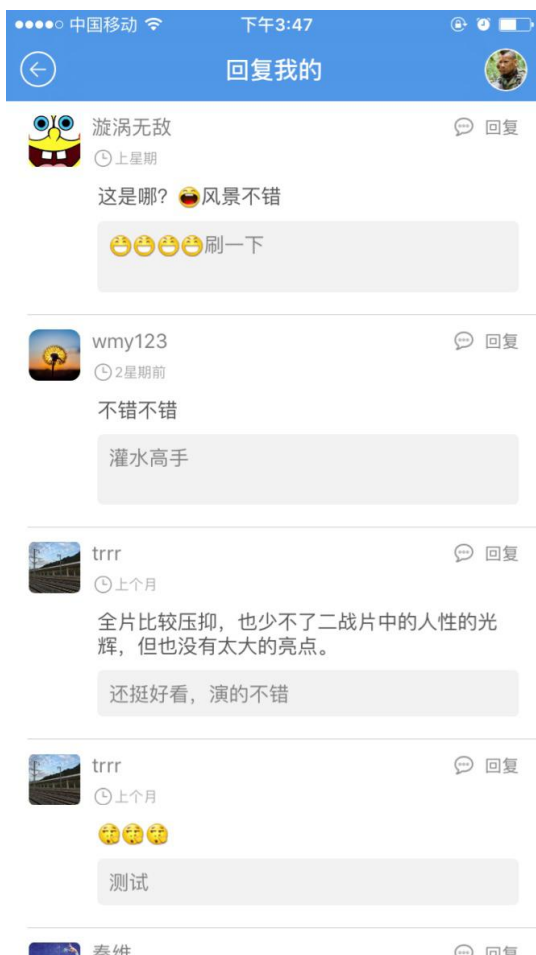 中国移动 下午3:47
回复我的
漩涡无敌 回复
上星期
这是哪？风景不错
刷一下
wmy123 回复
2星期前
不错不错
灌水高手
trrr 回复
上个月
全片比较压抑，也少不了二战片中的人性的光
辉，但也没有太大的亮点。
还挺好看，演的不错
trrr 回复
上个月
测试
秦维 回复